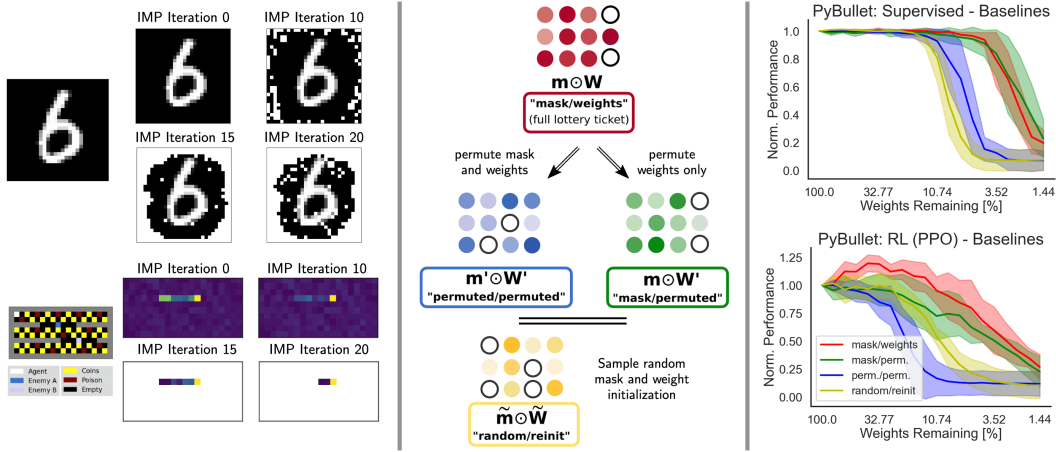 IMP Iteration 0
IMP Iteration 10
IMP Iteration 15
IMP Iteration 20
IMP Iteration 0
IMP Iteration 10
IMP Iteration 15
IMP Iteration 20
Agent
Enemy A
Enemy B
Coins
Poison
Empty
m⊙W
"mask/weights"
(full lottery ticket)
permute mask
and weights
permute
weights only
m'⊙W'
"permuted/permuted"
m⊙W'
"mask/permuted"
Sample random
mask and weight
initialization
m̃⊙W̃
"random/reinit"
PyBullet: Supervised - Baselines
Norm. Performance
1.0
0.8
0.6
0.4
0.2
0.0
100.0 32.77 10.74 3.52 1.44
Weights Remaining [%]
PyBullet: RL (PPO) - Baselines
Norm. Performance
1.25
1.00
0.75
0.50
0.25
0.00
mask/weights
mask/perm.
perm./perm.
random/reinit
100.0 32.77 10.74 3.52 1.44
Weights Remaining [%]